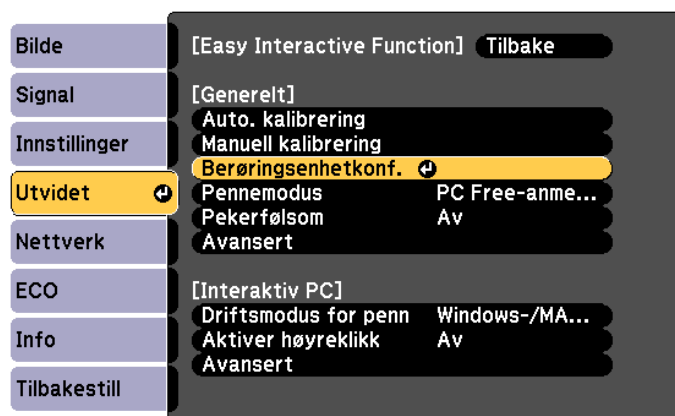 Bilde
Signal
Innstillinger
Utvidet
Nettverk
ECO
Info
Tilbakestill
[Easy Interactive Function] Tilbake
[Generelt]
Auto. kalibrering
Manuell kalibrering
Berøringsenhetkonf.
Pennemodus PC Free-anme...
Pekerfølsom Av
Avansert
[Interaktiv PC]
Driftsmodus for penn Windows-/MA...
Aktiver høyreklikk Av
Avansert